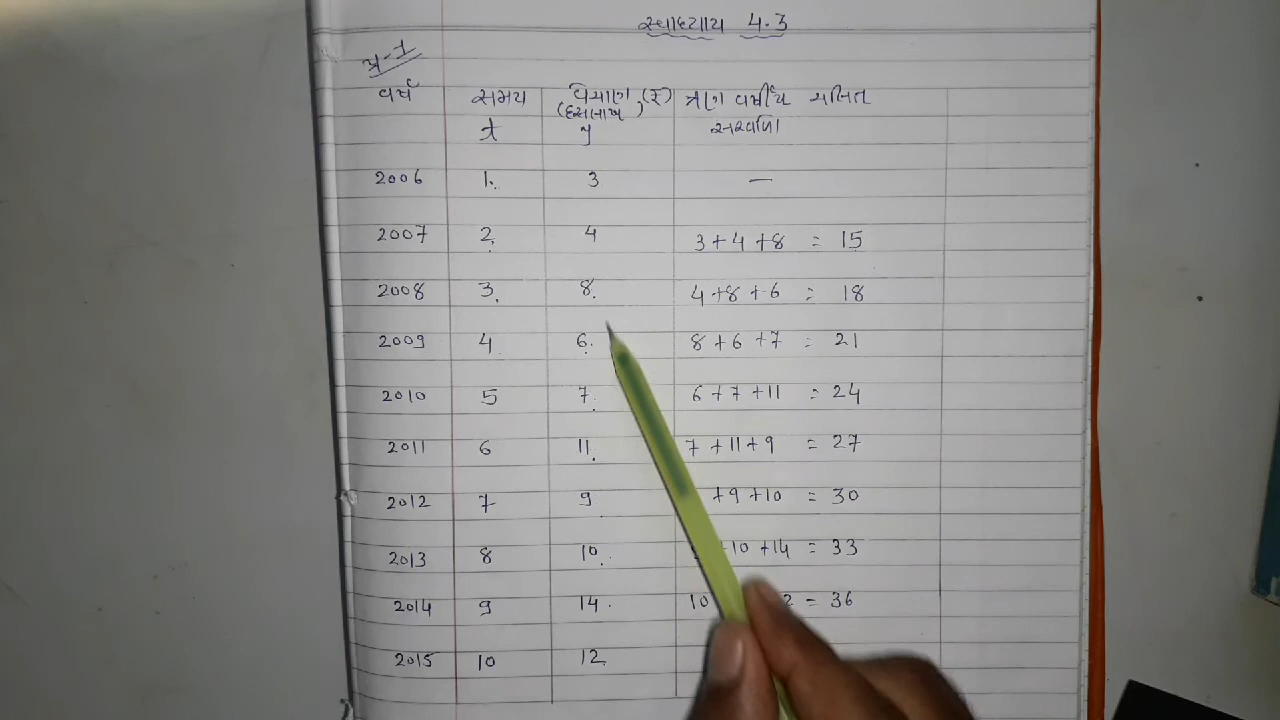 સ્વાધ્યાય 4.3
પ્ર-1
વર્ષ સમય વેચાણ (₹) ત્રણ વર્ષીય ચલિત
t (દસલાખ) y સરવાળા
2006 1. 3 —
2007 2. 4 3+4+8 = 15
2008 3. 8. 4+8+6 = 18
2009 4 6. 8+6+7 = 21
2010 5 7. 6+7+11 = 24
2011 6 11. 7+11+9 = 27
2012 7 9 +9+10 = 30
2013 8 10. +10+14 = 33
2014 9 14. 10 2 = 36
2015 10 12